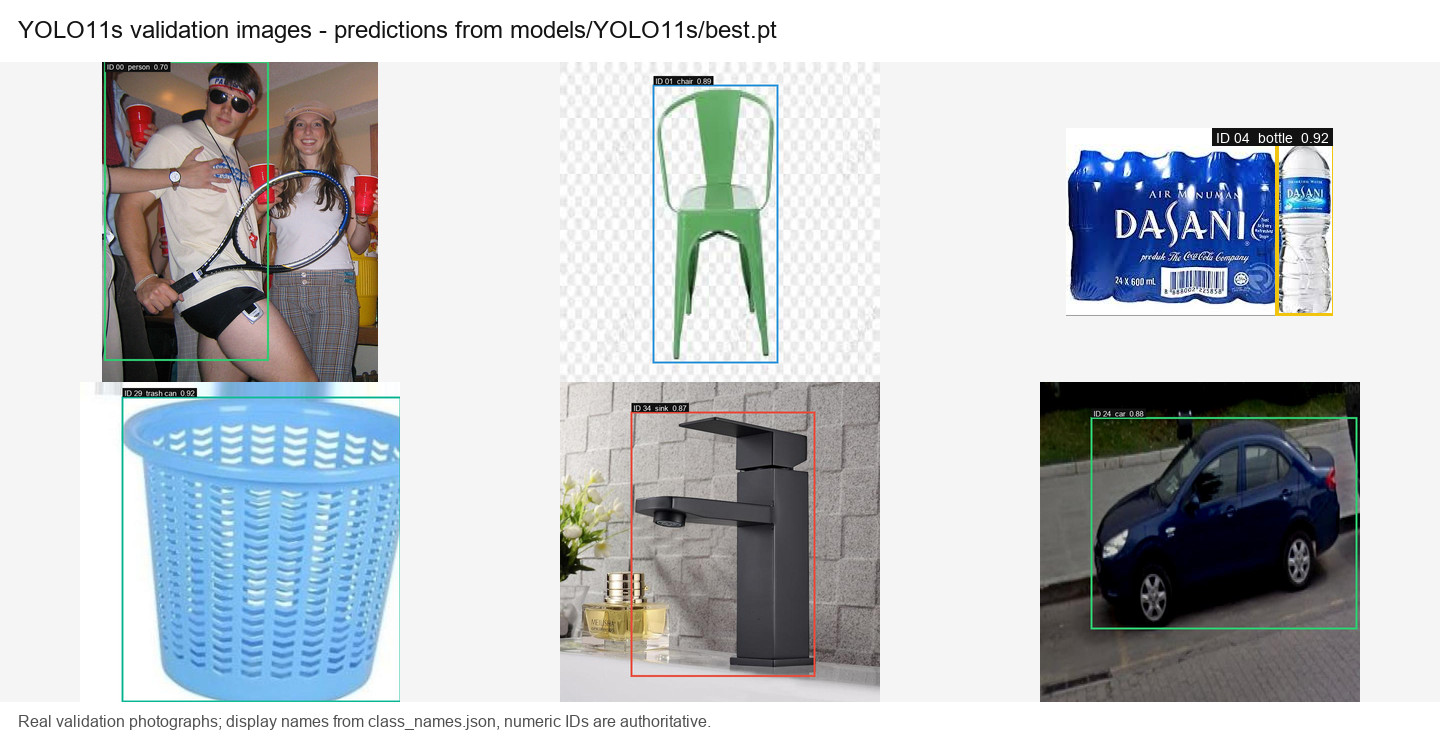 YOLO11s validation images - predictions from models/YOLO11s/best.pt
ID 00 person 0.70
ID 01 chair 0.89
ID 04 bottle 0.92
AIR MINUMAN
DASANI
produk The Coca-Cola Company
24 X 600 mL
8 888002 225858
DASANI
ID 29 trash can 0.92
ID 34 sink 0.87
ID 24 car 0.88
Real validation photographs; display names from class_names.json, numeric IDs are authoritative.